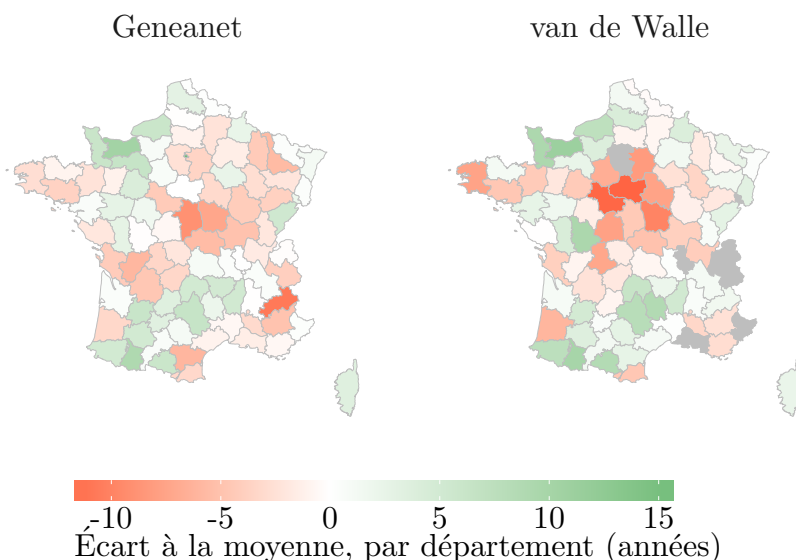 Geneanet van de Walle
-10 -5 0 5 10 15
Écart à la moyenne, par département (années)